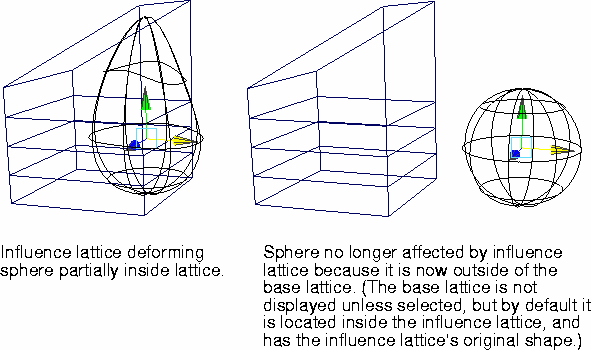 Influence lattice deforming
sphere partially inside lattice.
Sphere no longer affected by influence
lattice because it is now outside of the
base lattice. (The base lattice is not
displayed unless selected, but by default it
is located inside the influence lattice, and
has the influence lattice's original shape.)